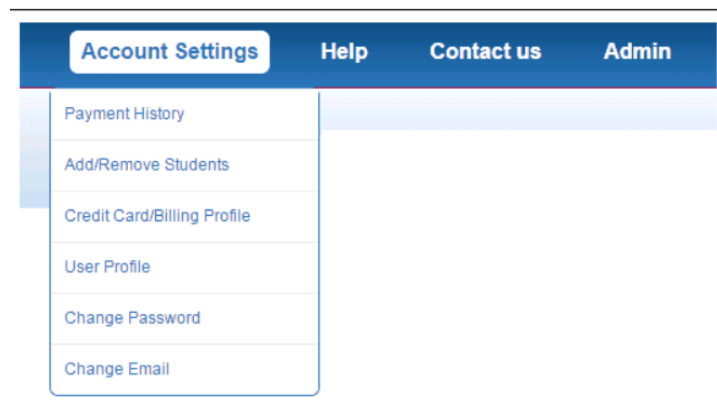 Account Settings Help Contact us Admin
Payment History
Add/Remove Students
Credit Card/Billing Profile
User Profile
Change Password
Change Email